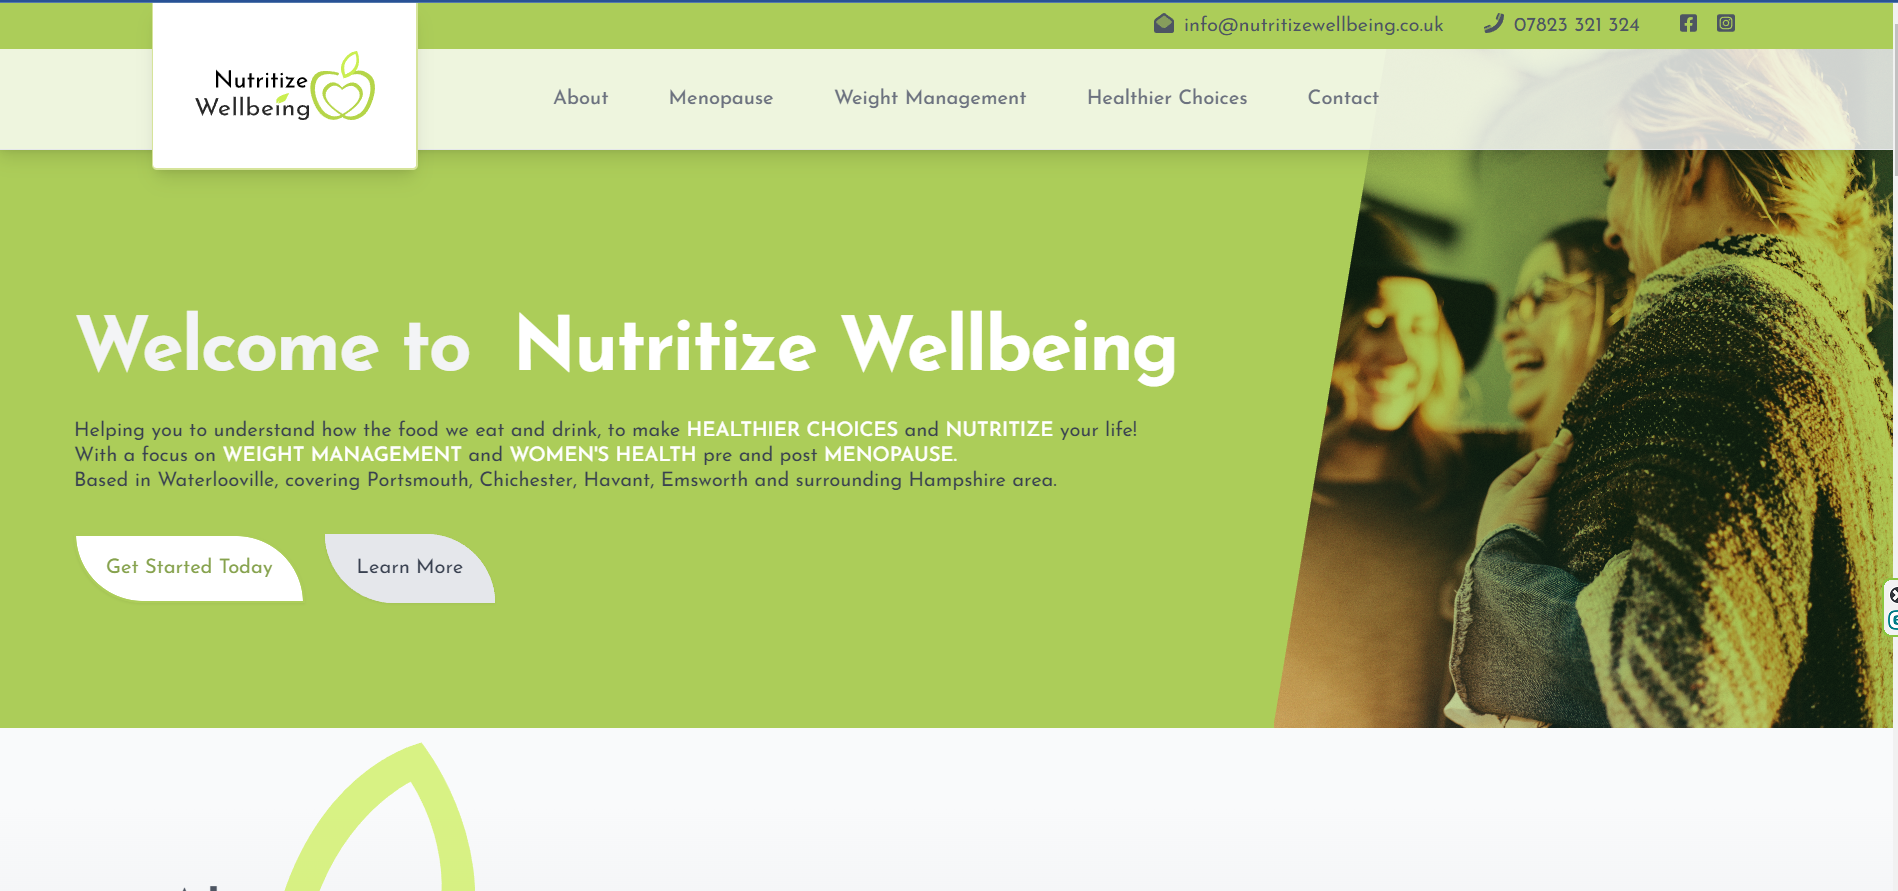 info@nutritizewellbeing.co.uk 07823 321 324
Nutritize
Wellbeing
About Menopause Weight Management Healthier Choices Contact
Welcome to Nutritize Wellbeing
Helping you to understand how the food we eat and drink, to make HEALTHIER CHOICES and NUTRITIZE your life!
With a focus on WEIGHT MANAGEMENT and WOMEN'S HEALTH pre and post MENOPAUSE.
Based in Waterlooville, covering Portsmouth, Chichester, Havant, Emsworth and surrounding Hampshire area.
Get Started Today Learn More